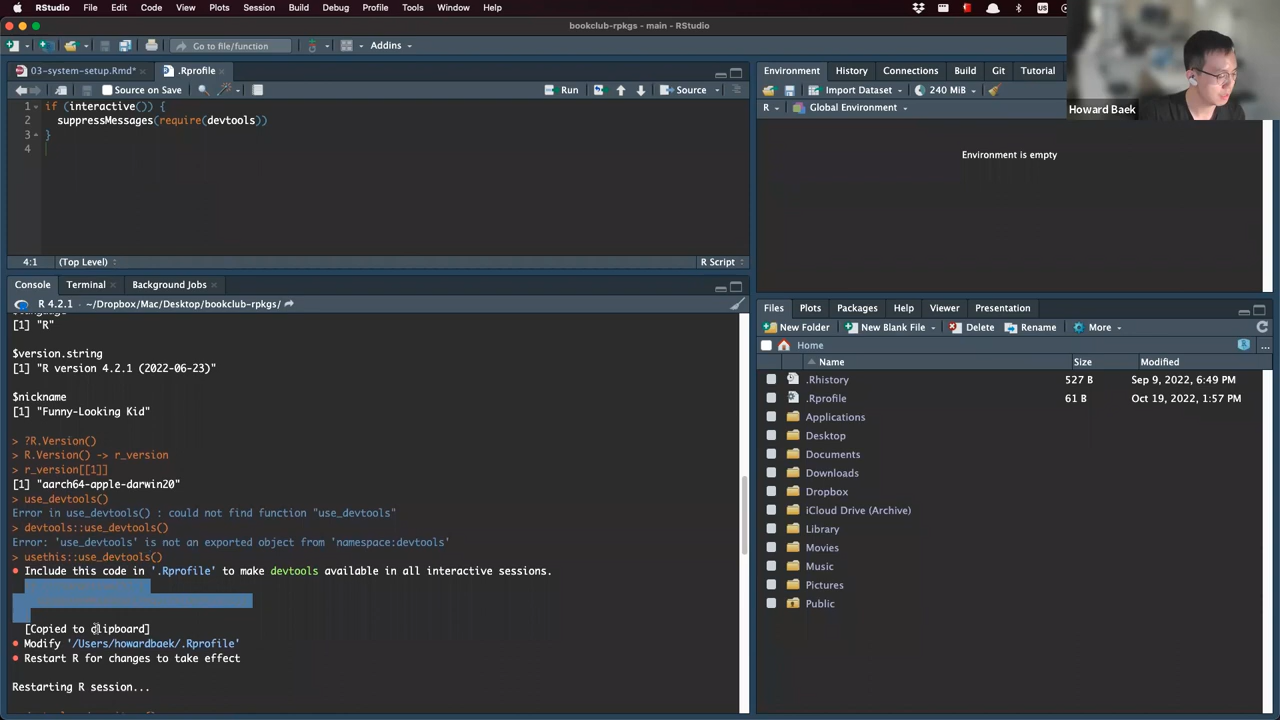 RStudio File Edit Code View Plots Session Build Debug Profile Tools Window Help
bookclub-rpkgs - main - RStudio
Go to file/function Addins
03-system-setup.Rmd* .Rprofile
Source on Save Run Source
1 if (interactive()) {
2 suppressMessages(require(devtools))
3 }
4
4:1 (Top Level) R Script
Console Terminal Background Jobs
R 4.2.1 · ~/Dropbox/Mac/Desktop/bookclub-rpkgs/
$language
[1] "R"
$version.string
[1] "R version 4.2.1 (2022-06-23)"
$nickname
[1] "Funny-Looking Kid"
> ?R.Version()
> R.Version() -> r_version
> r_version[[1]]
[1] "aarch64-apple-darwin20"
> use_devtools()
Error in use_devtools() : could not find function "use_devtools"
> devtools::use_devtools()
Error: 'use_devtools' is not an exported object from 'namespace:devtools'
> usethis::use_devtools()
• Include this code in '.Rprofile' to make devtools available in all interactive sessions.
[Copied to clipboard]
• Modify '/Users/howardbaek/.Rprofile'
• Restart R for changes to take effect
Restarting R session...
Environment History Connections Build Git Tutorial
Import Dataset 240 MiB
R Global Environment
Environment is empty
Howard Baek
Files Plots Packages Help Viewer Presentation
New Folder New Blank File Delete Rename More
Home
Name Size Modified
.Rhistory 527 B Sep 9, 2022, 6:49 PM
.Rprofile 61 B Oct 19, 2022, 1:57 PM
Applications
Desktop
Documents
Downloads
Dropbox
iCloud Drive (Archive)
Library
Movies
Music
Pictures
Public